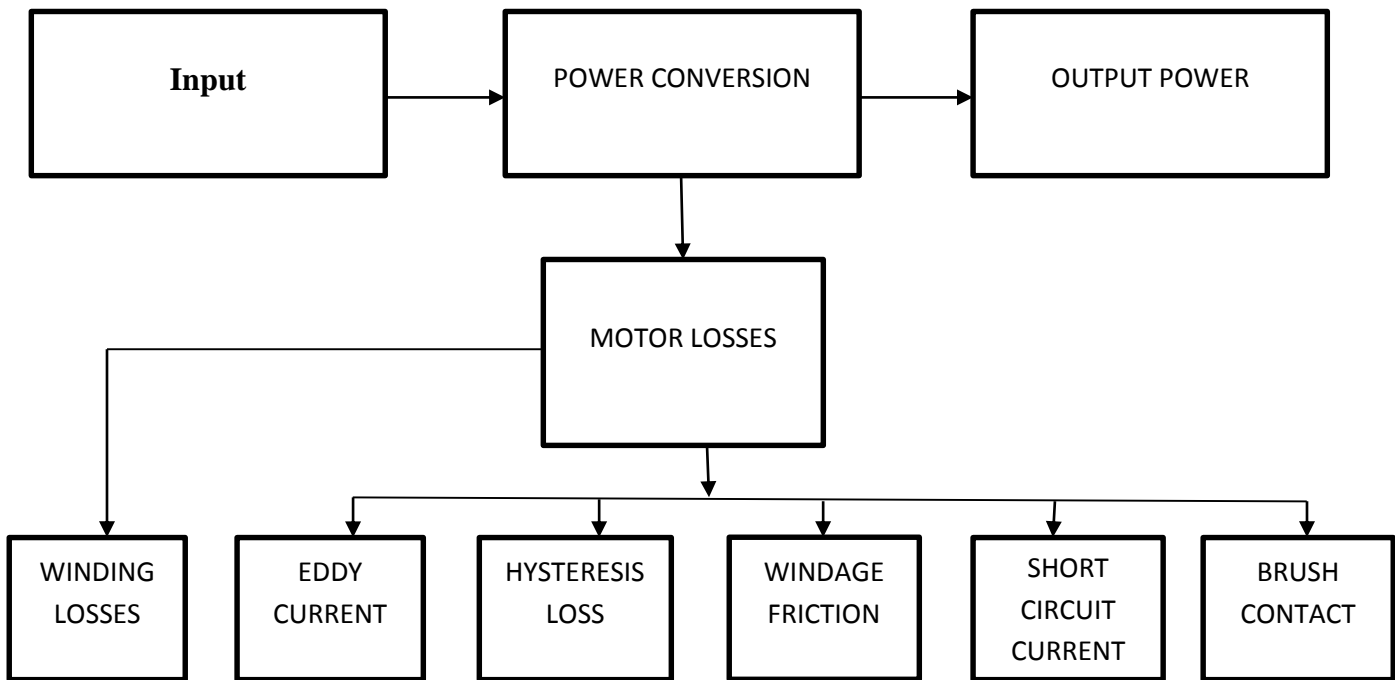 Input
POWER CONVERSION
OUTPUT POWER
MOTOR LOSSES
WINDING
LOSSES
EDDY
CURRENT
HYSTERESIS
LOSS
WINDAGE
FRICTION
SHORT
CIRCUIT
CURRENT
BRUSH
CONTACT